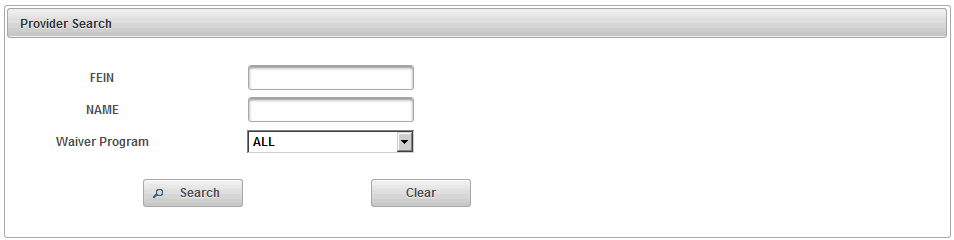 Provider Search
FEIN
NAME
Waiver Program ALL
Search Clear